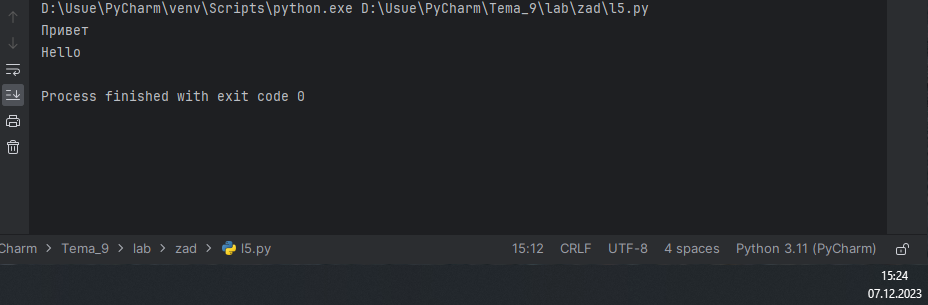 D:\Usue\PyCharm\venv\Scripts\python.exe D:\Usue\PyCharm\Tema_9\lab\zad\l5.py
Привет
Hello
Process finished with exit code 0
Charm > Tema_9 > lab > zad > l5.py 15:12 CRLF UTF-8 4 spaces Python 3.11 (PyCharm)
15:24
07.12.2023